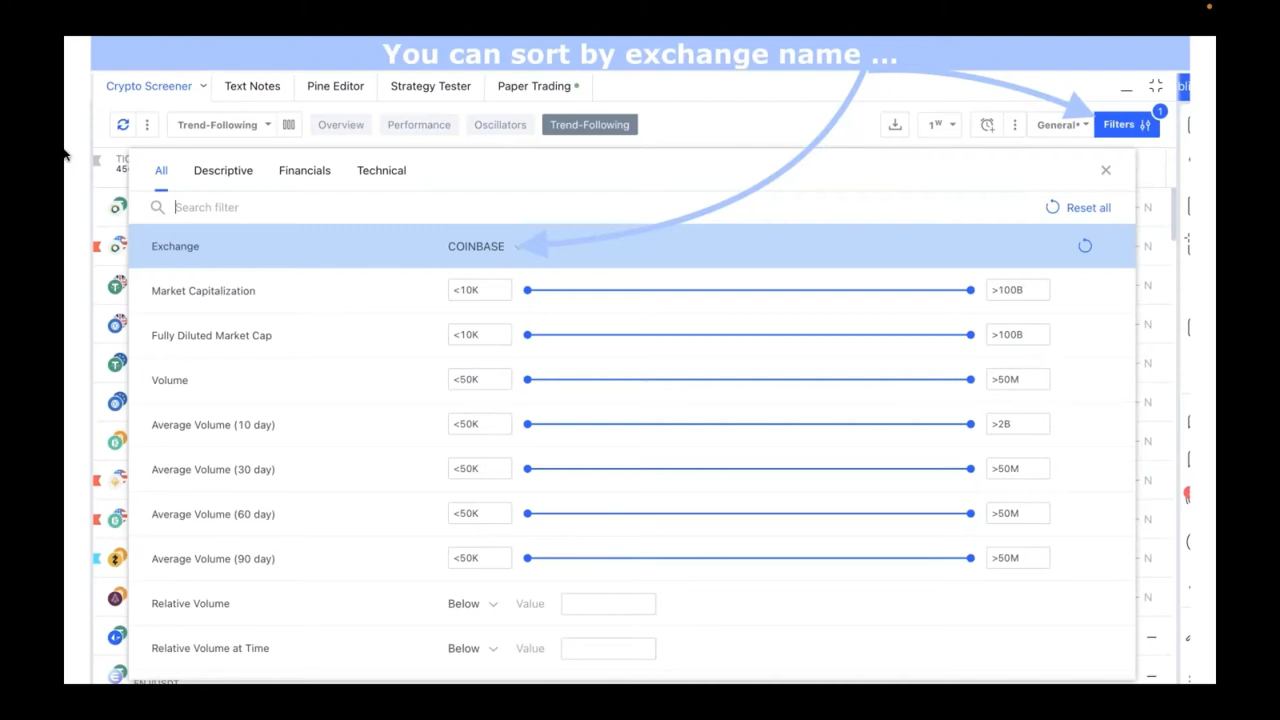 You can sort by exchange name ...
Crypto Screener
Text Notes
Pine Editor
Strategy Tester
Paper Trading
Trend-Following
Overview
Performance
Oscillators
Trend-Following
1W
General•
Filters
1
All
Descriptive
Financials
Technical
Search filter
Reset all
N
Exchange
COINBASE
N
Market Capitalization
<10K
>100B
N
Fully Diluted Market Cap
<10K
>100B
N
Volume
<50K
>50M
N
Average Volume (10 day)
<50K
>2B
N
Average Volume (30 day)
<50K
>50M
N
Average Volume (60 day)
<50K
>50M
N
Average Volume (90 day)
<50K
>50M
N
Relative Volume
Below
Value
N
Relative Volume at Time
Below
Value